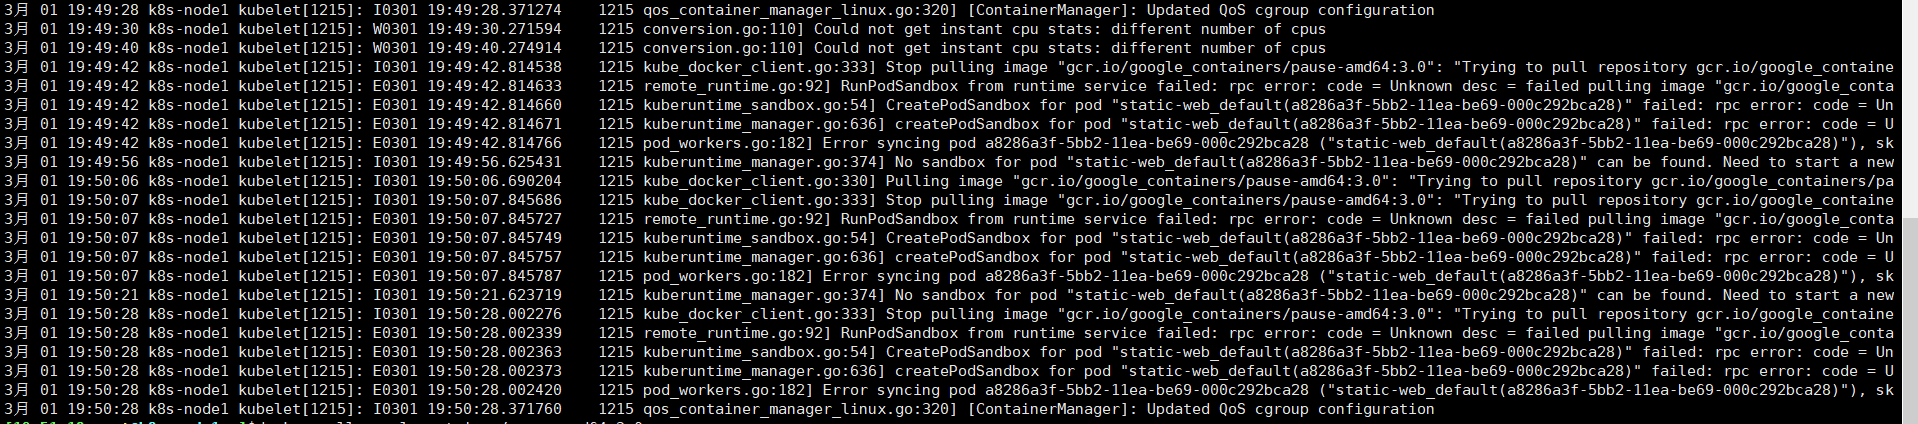 3月 01 19:49:28 k8s-node1 kubelet[1215]: I0301 19:49:28.371274    1215 qos_container_manager_linux.go:320] [ContainerManager]: Updated QoS cgroup configuration
3月 01 19:49:30 k8s-node1 kubelet[1215]: W0301 19:49:30.271594    1215 conversion.go:110] Could not get instant cpu stats: different number of cpus
3月 01 19:49:40 k8s-node1 kubelet[1215]: W0301 19:49:40.274914    1215 conversion.go:110] Could not get instant cpu stats: different number of cpus
3月 01 19:49:42 k8s-node1 kubelet[1215]: I0301 19:49:42.814538    1215 kube_docker_client.go:333] Stop pulling image "gcr.io/google_containers/pause-amd64:3.0": "Trying to pull repository gcr.io/google_containe
3月 01 19:49:42 k8s-node1 kubelet[1215]: E0301 19:49:42.814633    1215 remote_runtime.go:92] RunPodSandbox from runtime service failed: rpc error: code = Unknown desc = failed pulling image "gcr.io/google_conta
3月 01 19:49:42 k8s-node1 kubelet[1215]: E0301 19:49:42.814660    1215 kuberuntime_sandbox.go:54] CreatePodSandbox for pod "static-web_default(a8286a3f-5bb2-11ea-be69-000c292bca28)" failed: rpc error: code = Un
3月 01 19:49:42 k8s-node1 kubelet[1215]: E0301 19:49:42.814671    1215 kuberuntime_manager.go:636] createPodSandbox for pod "static-web_default(a8286a3f-5bb2-11ea-be69-000c292bca28)" failed: rpc error: code = U
3月 01 19:49:42 k8s-node1 kubelet[1215]: E0301 19:49:42.814766    1215 pod_workers.go:182] Error syncing pod a8286a3f-5bb2-11ea-be69-000c292bca28 ("static-web_default(a8286a3f-5bb2-11ea-be69-000c292bca28)"), sk
3月 01 19:49:56 k8s-node1 kubelet[1215]: I0301 19:49:56.625431    1215 kuberuntime_manager.go:374] No sandbox for pod "static-web_default(a8286a3f-5bb2-11ea-be69-000c292bca28)" can be found. Need to start a new
3月 01 19:50:06 k8s-node1 kubelet[1215]: I0301 19:50:06.690204    1215 kube_docker_client.go:330] Pulling image "gcr.io/google_containers/pause-amd64:3.0": "Trying to pull repository gcr.io/google_containers/pa
3月 01 19:50:07 k8s-node1 kubelet[1215]: I0301 19:50:07.845686    1215 kube_docker_client.go:333] Stop pulling image "gcr.io/google_containers/pause-amd64:3.0": "Trying to pull repository gcr.io/google_containe
3月 01 19:50:07 k8s-node1 kubelet[1215]: E0301 19:50:07.845727    1215 remote_runtime.go:92] RunPodSandbox from runtime service failed: rpc error: code = Unknown desc = failed pulling image "gcr.io/google_conta
3月 01 19:50:07 k8s-node1 kubelet[1215]: E0301 19:50:07.845749    1215 kuberuntime_sandbox.go:54] CreatePodSandbox for pod "static-web_default(a8286a3f-5bb2-11ea-be69-000c292bca28)" failed: rpc error: code = Un
3月 01 19:50:07 k8s-node1 kubelet[1215]: E0301 19:50:07.845757    1215 kuberuntime_manager.go:636] createPodSandbox for pod "static-web_default(a8286a3f-5bb2-11ea-be69-000c292bca28)" failed: rpc error: code = U
3月 01 19:50:07 k8s-node1 kubelet[1215]: E0301 19:50:07.845787    1215 pod_workers.go:182] Error syncing pod a8286a3f-5bb2-11ea-be69-000c292bca28 ("static-web_default(a8286a3f-5bb2-11ea-be69-000c292bca28)"), sk
3月 01 19:50:21 k8s-node1 kubelet[1215]: I0301 19:50:21.623719    1215 kuberuntime_manager.go:374] No sandbox for pod "static-web_default(a8286a3f-5bb2-11ea-be69-000c292bca28)" can be found. Need to start a new
3月 01 19:50:28 k8s-node1 kubelet[1215]: I0301 19:50:28.002276    1215 kube_docker_client.go:333] Stop pulling image "gcr.io/google_containers/pause-amd64:3.0": "Trying to pull repository gcr.io/google_containe
3月 01 19:50:28 k8s-node1 kubelet[1215]: E0301 19:50:28.002339    1215 remote_runtime.go:92] RunPodSandbox from runtime service failed: rpc error: code = Unknown desc = failed pulling image "gcr.io/google_conta
3月 01 19:50:28 k8s-node1 kubelet[1215]: E0301 19:50:28.002363    1215 kuberuntime_sandbox.go:54] CreatePodSandbox for pod "static-web_default(a8286a3f-5bb2-11ea-be69-000c292bca28)" failed: rpc error: code = Un
3月 01 19:50:28 k8s-node1 kubelet[1215]: E0301 19:50:28.002373    1215 kuberuntime_manager.go:636] createPodSandbox for pod "static-web_default(a8286a3f-5bb2-11ea-be69-000c292bca28)" failed: rpc error: code = U
3月 01 19:50:28 k8s-node1 kubelet[1215]: E0301 19:50:28.002420    1215 pod_workers.go:182] Error syncing pod a8286a3f-5bb2-11ea-be69-000c292bca28 ("static-web_default(a8286a3f-5bb2-11ea-be69-000c292bca28)"), sk
3月 01 19:50:28 k8s-node1 kubelet[1215]: I0301 19:50:28.371760    1215 qos_container_manager_linux.go:320] [ContainerManager]: Updated QoS cgroup configuration